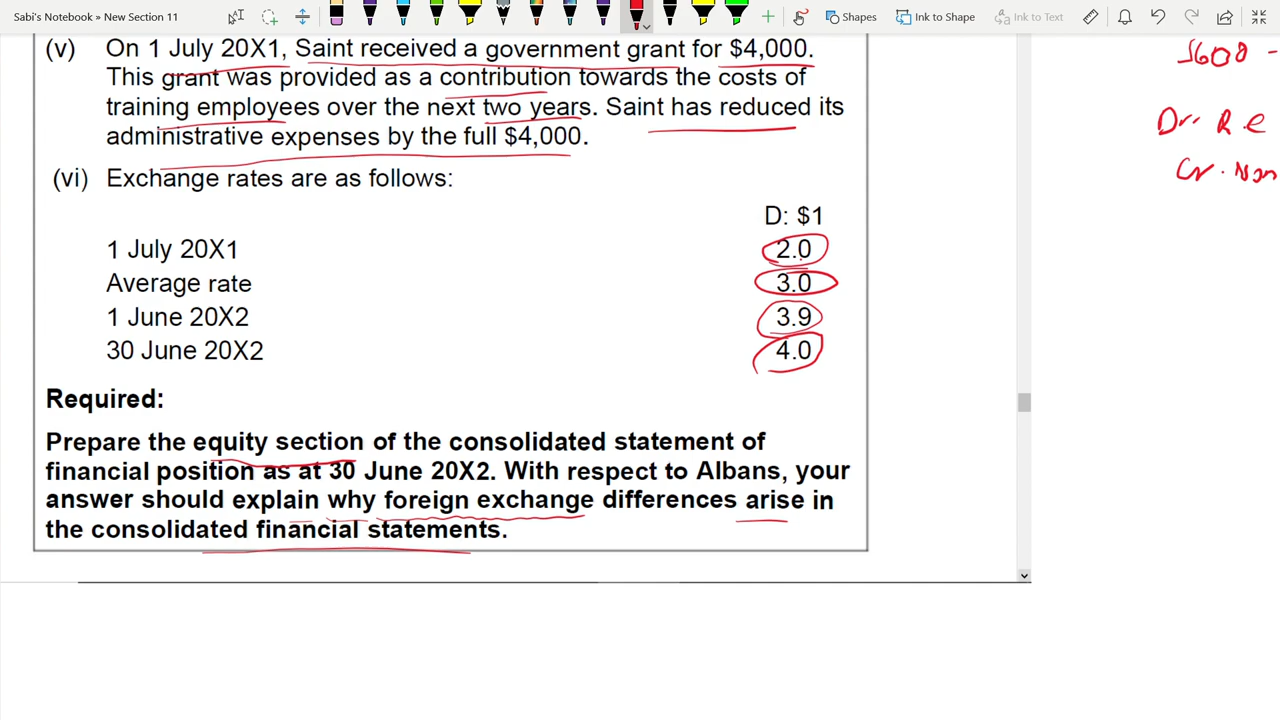 Sabi's Notebook » New Section 11
Shapes
Ink to Shape
Ink to Text
(v) On 1 July 20X1, Saint received a government grant for $4,000.
This grant was provided as a contribution towards the costs of
training employees over the next two years. Saint has reduced its
administrative expenses by the full $4,000.
(vi) Exchange rates are as follows:
D: $1
1 July 20X1 2.0
Average rate 3.0
1 June 20X2 3.9
30 June 20X2 4.0
Required:
Prepare the equity section of the consolidated statement of
financial position as at 30 June 20X2. With respect to Albans, your
answer should explain why foreign exchange differences arise in
the consolidated financial statements.
5608 -
Dr. R.e
Cr. Non